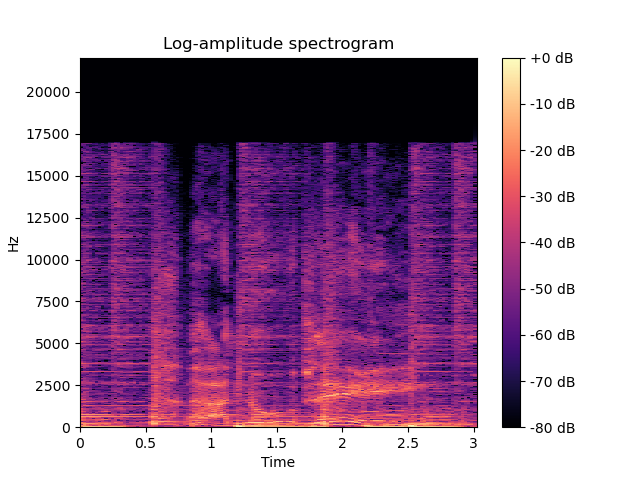 Log-amplitude spectrogram
+0 dB
20000
-10 dB
17500
-20 dB
15000
-30 dB
12500
Hz
-40 dB
10000
-50 dB
7500
-60 dB
5000
-70 dB
2500
0
-80 dB
0 0.5 1 1.5 2 2.5 3
Time